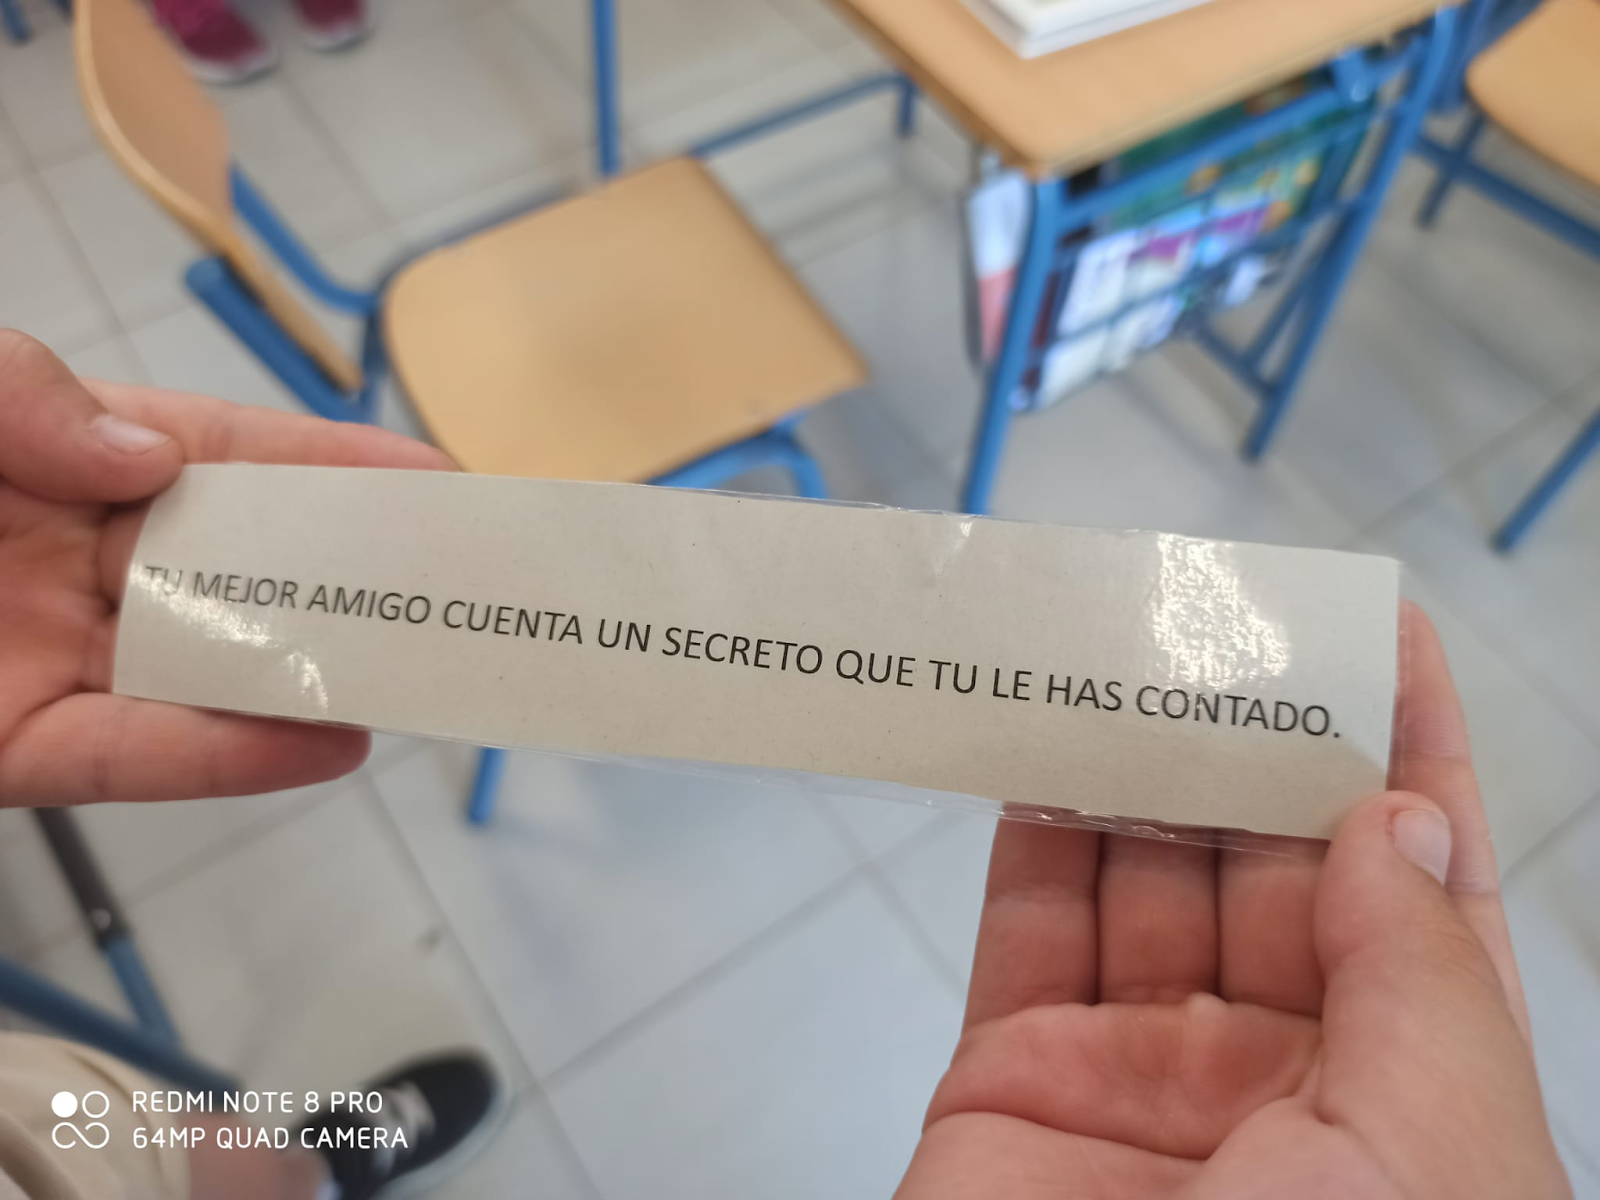 TU MEJOR AMIGO CUENTA UN SECRETO QUE TU LE HAS CONTADO.
REDMI NOTE 8 PRO
64MP QUAD CAMERA